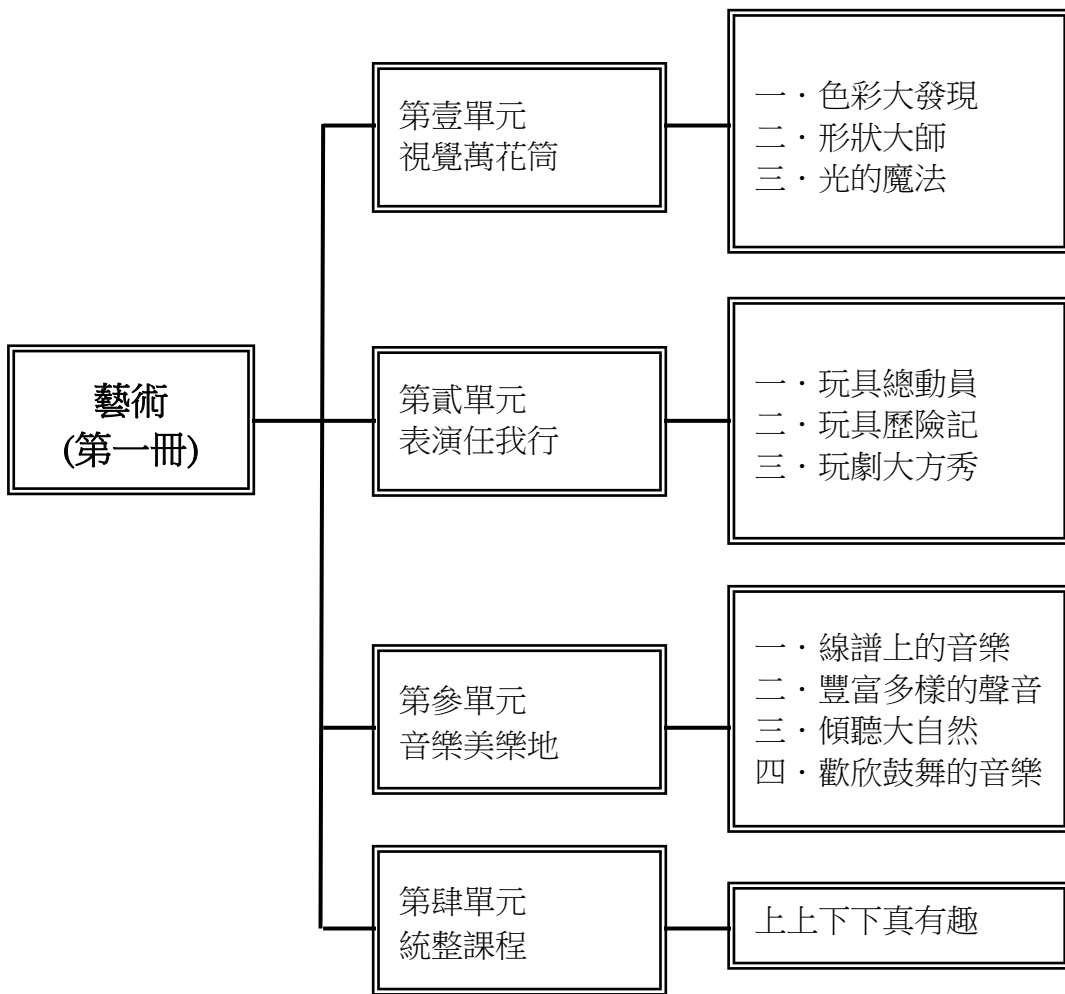 藝術
(第一冊)
第壹單元
視覺萬花筒
一．色彩大發現
二．形狀大師
三．光的魔法
第貳單元
表演任我行
一．玩具總動員
二．玩具歷險記
三．玩劇大方秀
第參單元
音樂美樂地
一．線譜上的音樂
二．豐富多樣的聲音
三．傾聽大自然
四．歡欣鼓舞的音樂
第肆單元
統整課程
上上下下真有趣